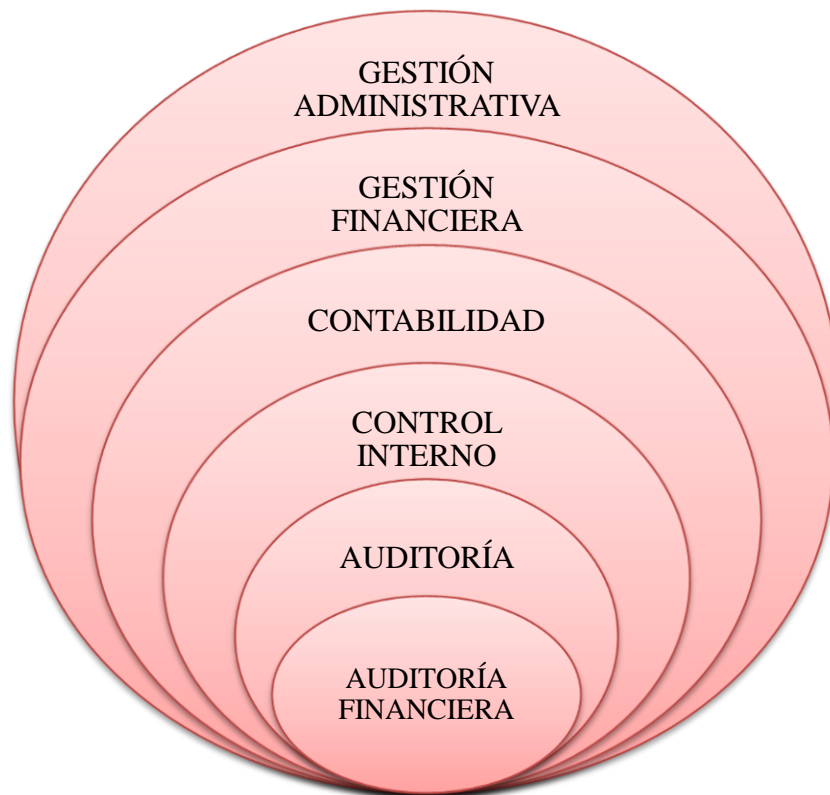 GESTIÓN
ADMINISTRATIVA
GESTIÓN
FINANCIERA
CONTABILIDAD
CONTROL
INTERNO
AUDITORÍA
AUDITORÍA
FINANCIERA